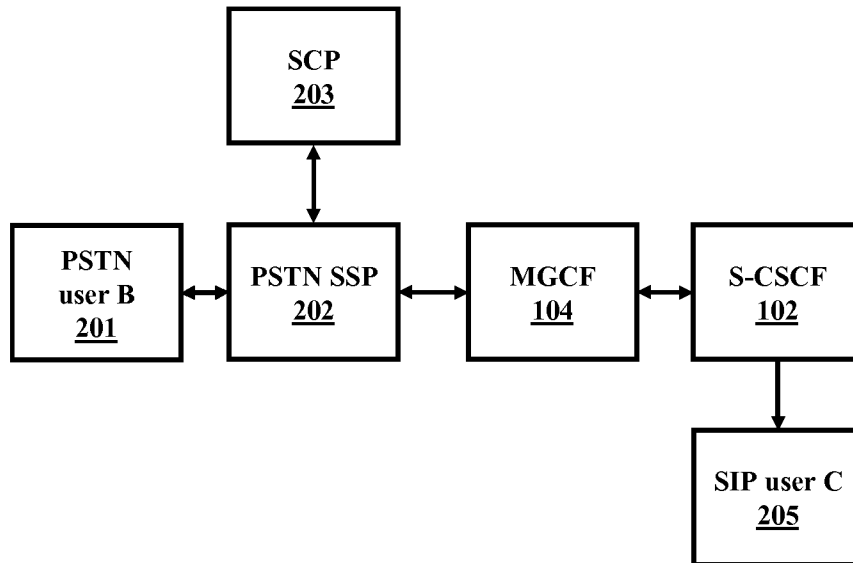 SCP
203
PSTN
user B
201
PSTN SSP
202
MGCF
104
S-CSCF
102
SIP user C
205